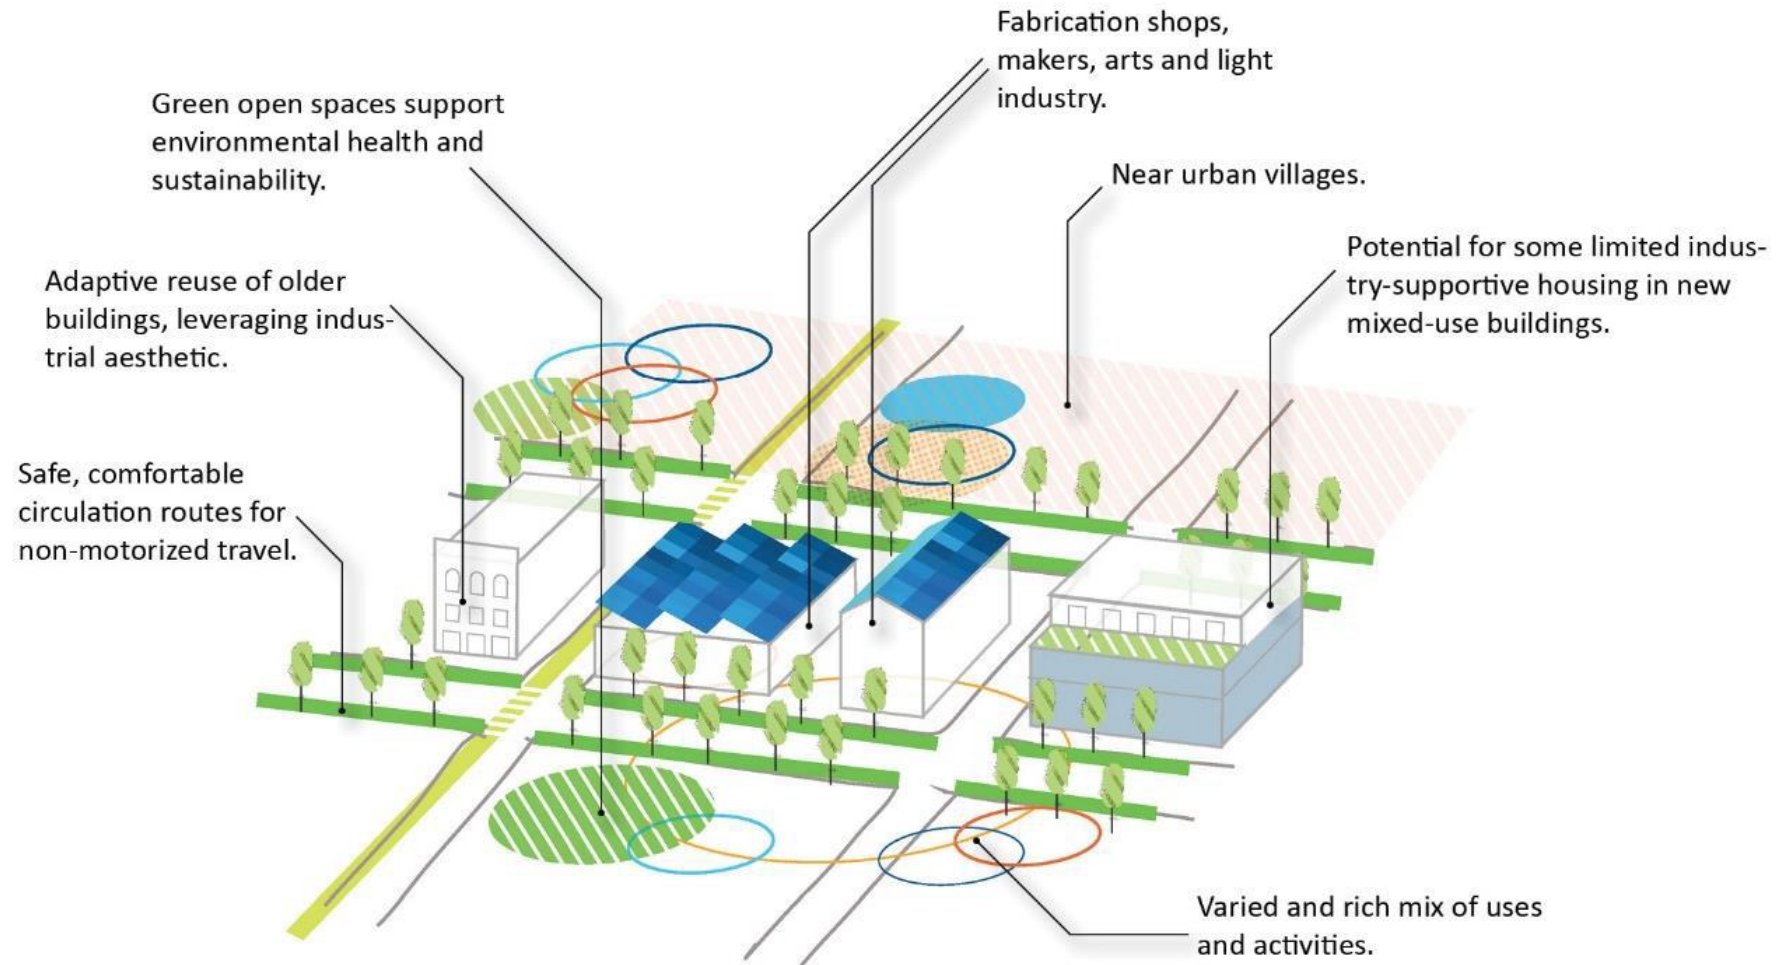 Fabrication shops,
makers, arts and light
industry.
Green open spaces support
environmental health and
sustainability.
Near urban villages.
Potential for some limited indus-
try-supportive housing in new
mixed-use buildings.
Adaptive reuse of older
buildings, leveraging indus-
trial aesthetic.
Safe, comfortable
circulation routes for
non-motorized travel.
Varied and rich mix of uses
and activities.